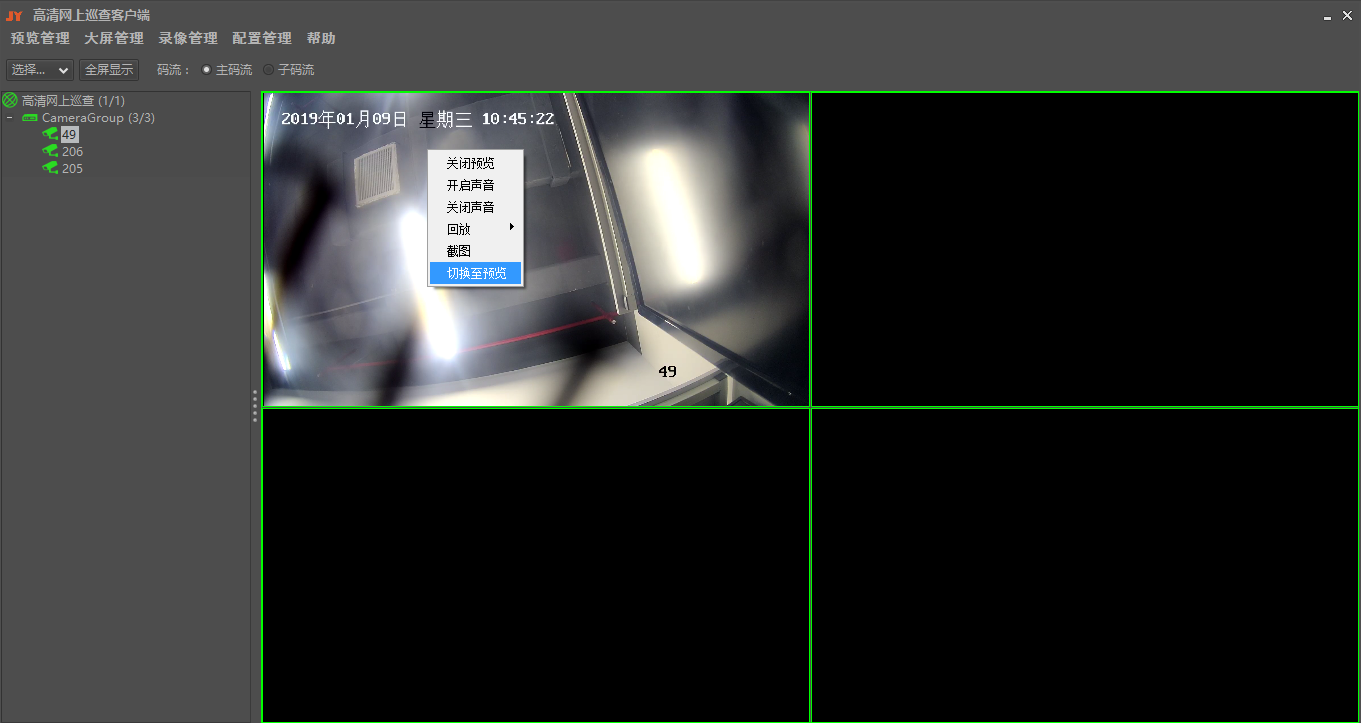 JY 高清网上巡查客户端
预览管理 大屏管理 录像管理 配置管理 帮助
选择... 全屏显示 码流： 主码流 子码流
高清网上巡查 (1/1)
CameraGroup (3/3)
49
206
205
2019年01月09日 星期三 10:45:22
关闭预览
开启声音
关闭声音
回放
截图
切换至预览
49